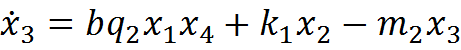 ẋ₃ = bq₂x₁x₄ + k₁x₂ − m₂x₃